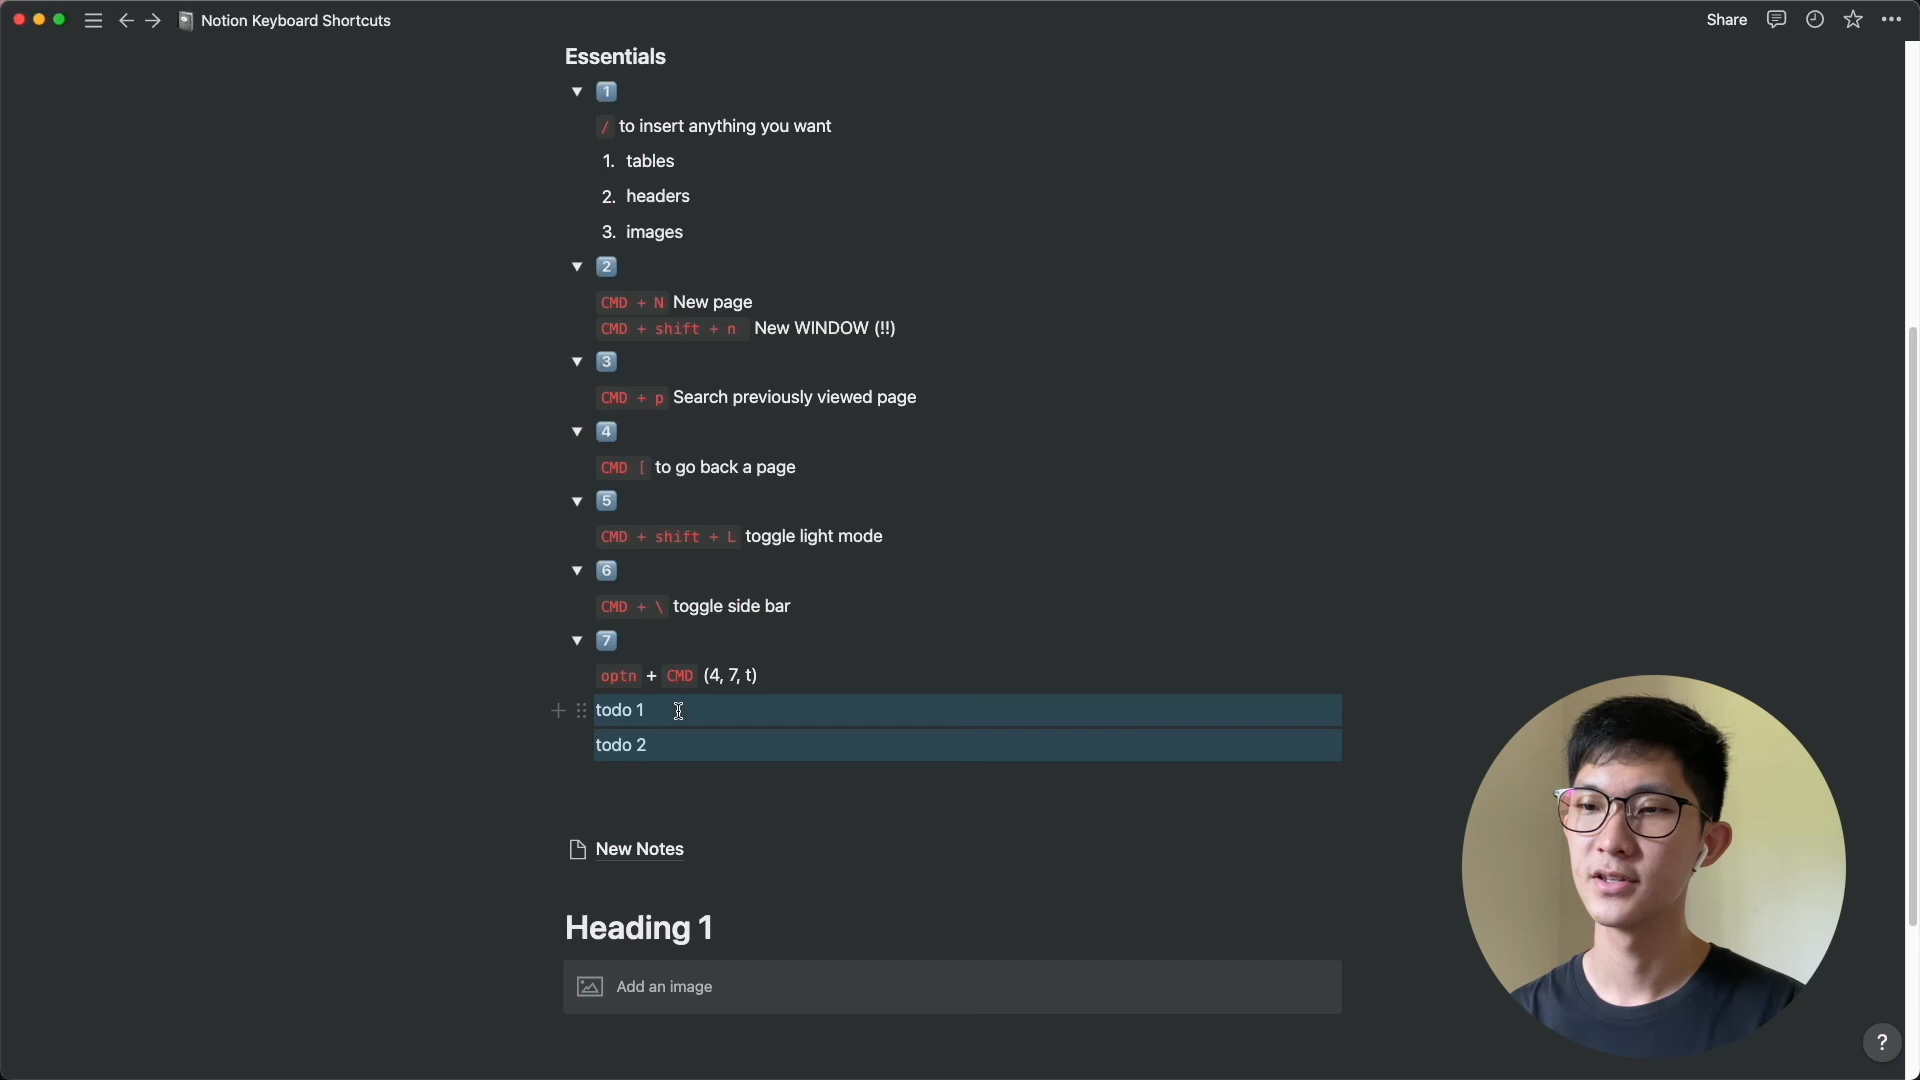 Notion Keyboard Shortcuts
Share
Essentials
1
/ to insert anything you want
1. tables
2. headers
3. images
2
CMD + N New page
CMD + shift + n New WINDOW (!!)
3
CMD + p Search previously viewed page
4
CMD [ to go back a page
5
CMD + shift + L toggle light mode
6
CMD + \ toggle side bar
7
optn + CMD (4, 7, t)
todo 1
todo 2
New Notes
Heading 1
Add an image
?